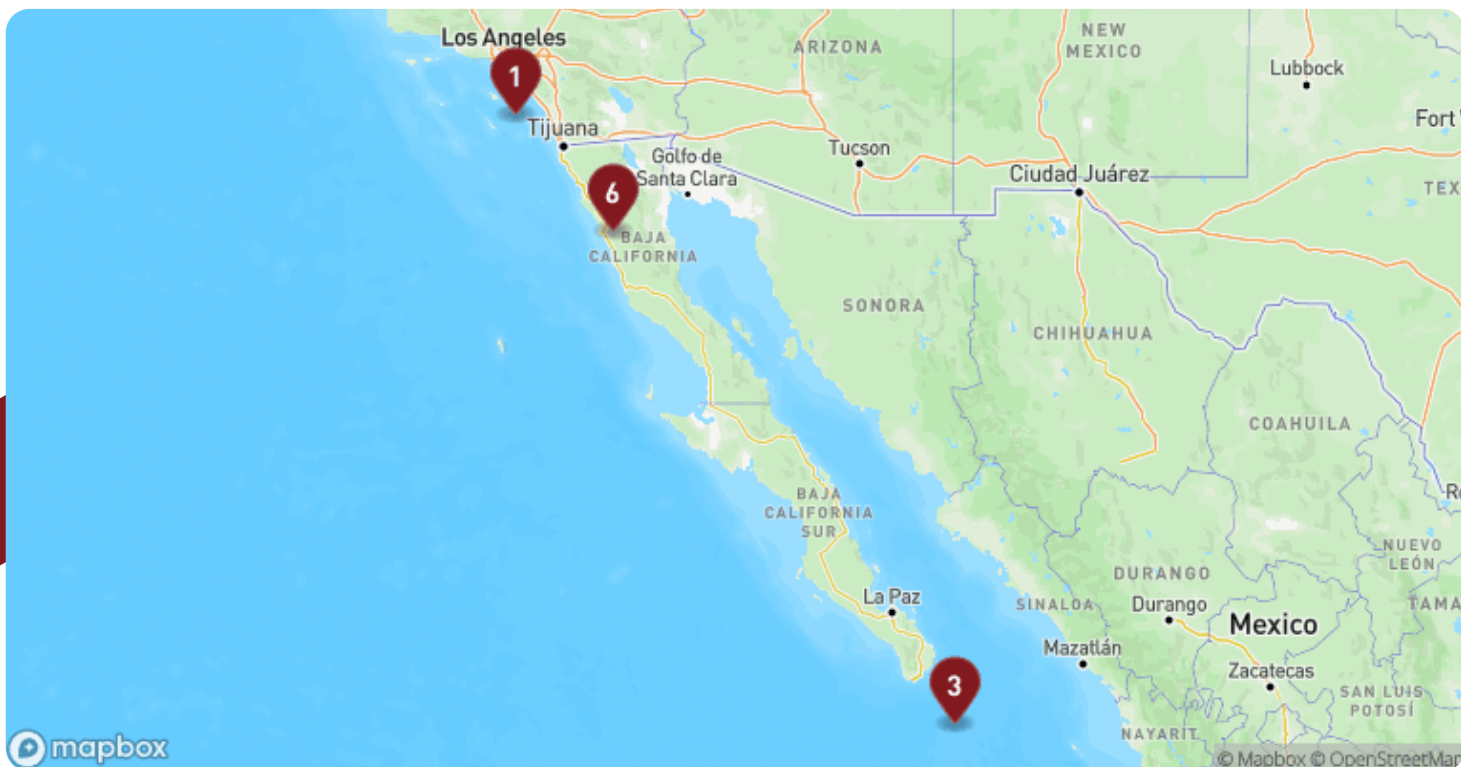 Los Angeles
ARIZONA
NEW
MEXICO
Lubbock
1
Tijuana
Golfo de
Santa Clara
Tucson
Ciudad Juárez
Fort
TEX
6
BAJA
CALIFORNIA
SONORA
CHIHUAHUA
COAHUILA
BAJA
CALIFORNIA
SUR
NUEVO
LEÓN
DURANGO
La Paz
SINALOA
Durango
Mexico
TAMA
Mazatlán
Zacatecas
3
SAN LUIS
POTOSÍ
NAYARIT
mapbox
© Mapbox © OpenStreetMap